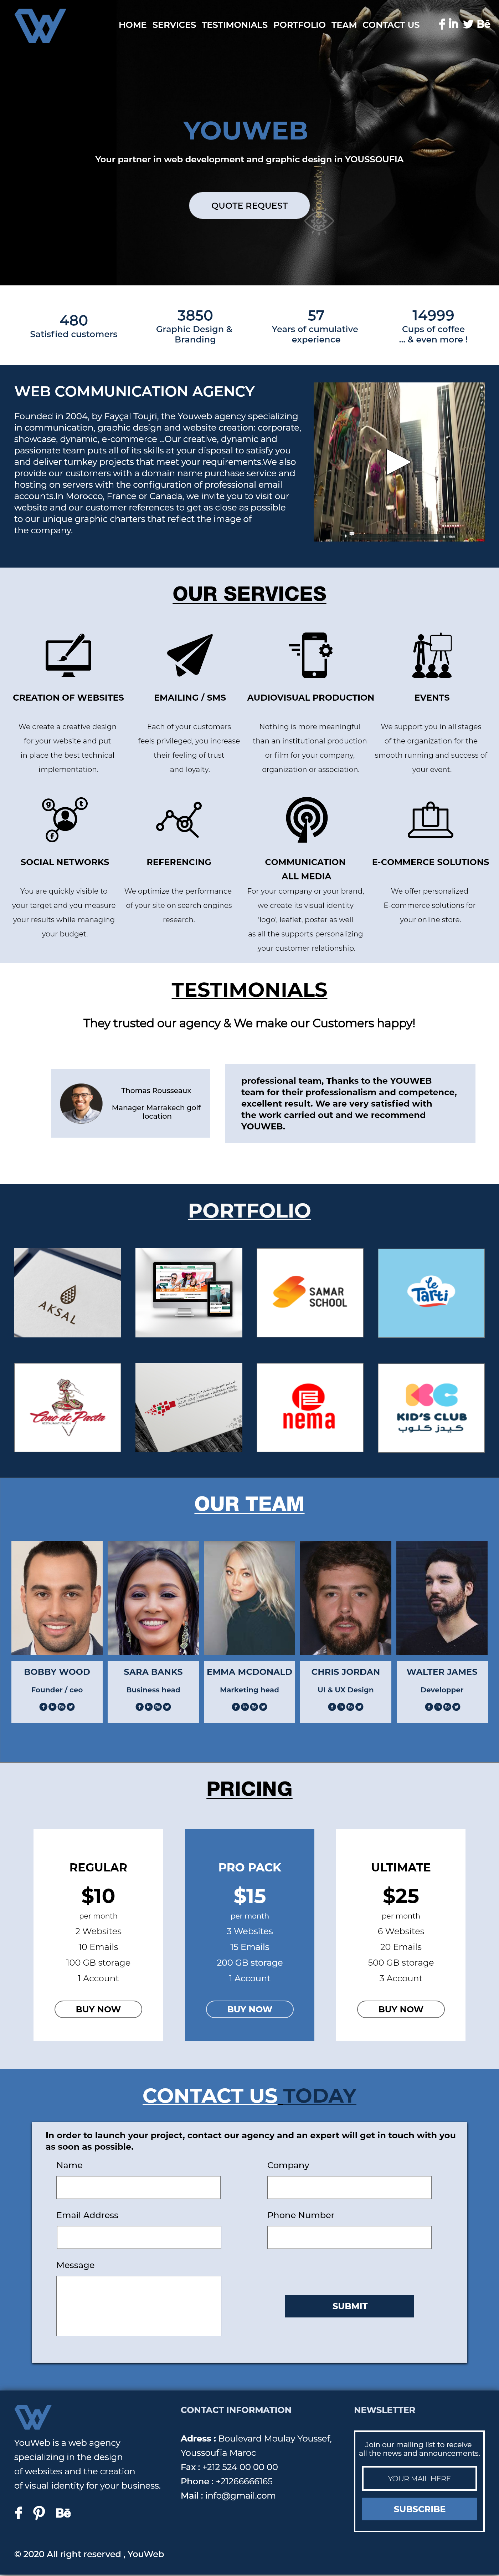 HOME SERVICES TESTIMONIALS PORTFOLIO TEAM CONTACT US
YOUWEB
Your partner in web development and graphic design in YOUSSOUFIA
QUOTE REQUEST
480
Satisfied customers
3850
Graphic Design &
Branding
57
Years of cumulative
experience
14999
Cups of coffee
... & even more !
WEB COMMUNICATION AGENCY
Founded in 2004, by Fayçal Toujri, the Youweb agency specializing
in communication, graphic design and website creation: corporate,
showcase, dynamic, e-commerce ...Our creative, dynamic and
passionate team puts all of its skills at your disposal to satisfy you
and deliver turnkey projects that meet your requirements.We also
provide our customers with a domain name purchase service and
hosting on servers with the configuration of professional email
accounts.In Morocco, France or Canada, we invite you to visit our
website and our customer references to get as close as possible
to our unique graphic charters that reflect the image of
the company.
OUR SERVICES
CREATION OF WEBSITES
We create a creative design
for your website and put
in place the best technical
implementation.
EMAILING / SMS
Each of your customers
feels privileged, you increase
their feeling of trust
and loyalty.
AUDIOVISUAL PRODUCTION
Nothing is more meaningful
than an institutional production
or film for your company,
organization or association.
EVENTS
We support you in all stages
of the organization for the
smooth running and success of
your event.
SOCIAL NETWORKS
You are quickly visible to
your target and you measure
your results while managing
your budget.
REFERENCING
We optimize the performance
of your site on search engines
research.
COMMUNICATION
ALL MEDIA
For your company or your brand,
we create its visual identity
'logo', leaflet, poster as well
as all the supports personalizing
your customer relationship.
E-COMMERCE SOLUTIONS
We offer personalized
E-commerce solutions for
your online store.
TESTIMONIALS
They trusted our agency & We make our Customers happy!
Thomas Rousseaux
Manager Marrakech golf
location
professional team, Thanks to the YOUWEB
team for their professionalism and competence,
excellent result. We are very satisfied with
the work carried out and we recommend
YOUWEB.
PORTFOLIO
AKSAL
SAMAR
SCHOOL
le
Tarti
Cône de Pasta
nema
KID'S CLUB
كيدز كلوب
OUR TEAM
BOBBY WOOD
Founder / ceo
SARA BANKS
Business head
EMMA MCDONALD
Marketing head
CHRIS JORDAN
UI & UX Design
WALTER JAMES
Developper
PRICING
REGULAR
$10
per month
2 Websites
10 Emails
100 GB storage
1 Account
BUY NOW
PRO PACK
$15
per month
3 Websites
15 Emails
200 GB storage
1 Account
BUY NOW
ULTIMATE
$25
per month
6 Websites
20 Emails
500 GB storage
3 Account
BUY NOW
CONTACT US TODAY
In order to launch your project, contact our agency and an expert will get in touch with you
as soon as possible.
Name
Company
Email Address
Phone Number
Message
SUBMIT
YouWeb is a web agency
specializing in the design
of websites and the creation
of visual identity for your business.
CONTACT INFORMATION
Adress : Boulevard Moulay Youssef,
Youssoufia Maroc
Fax : +212 524 00 00 00
Phone : +21266666165
Mail : info@gmail.com
NEWSLETTER
Join our mailing list to receive
all the news and announcements.
YOUR MAIL HERE
SUBSCRIBE
© 2020 All right reserved , YouWeb